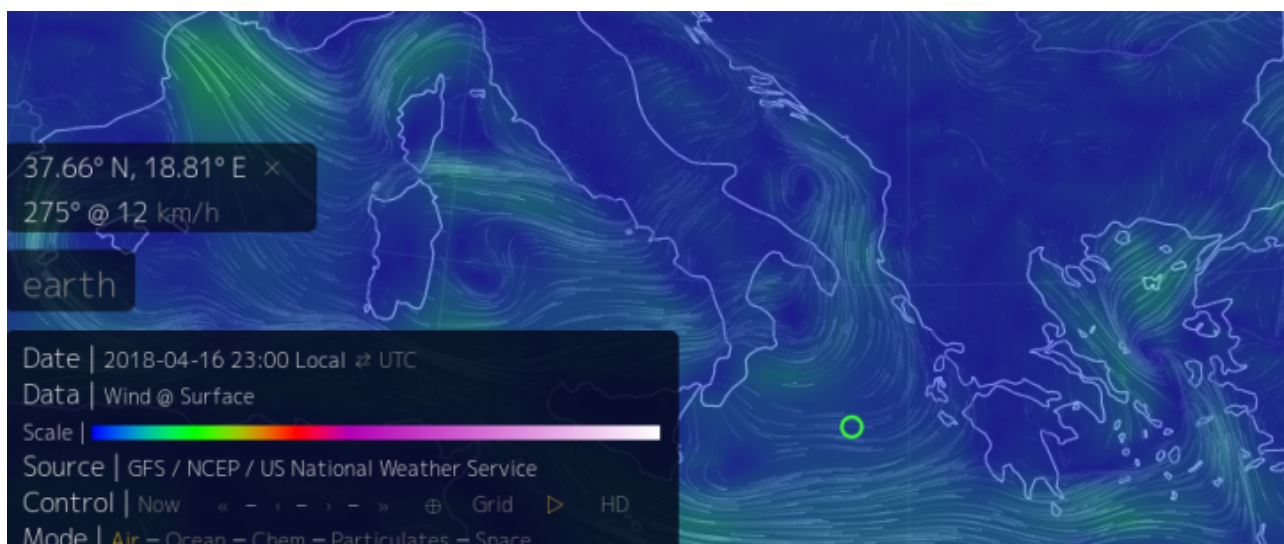 37.66° N, 18.81° E ×
275° @ 12 km/h
earth
Date | 2018-04-16 23:00 Local ⇄ UTC
Data | Wind @ Surface
Scale |
Source | GFS / NCEP / US National Weather Service
Control | Now « – ‹ – › – » ⊕ Grid ▷ HD
Mode | Air – Ocean – Chem – Particulates – Space